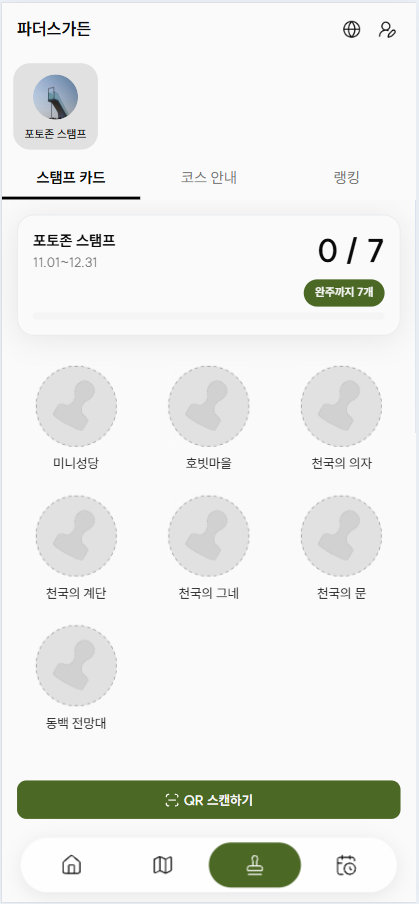 파더스가든
포토존 스탬프
스탬프 카드
코스 안내
랭킹
포토존 스탬프
11.01~12.31
0 / 7
완주까지 7개
미니성당
호빗마을
천국의 의자
천국의 계단
천국의 그네
천국의 문
동백 전망대
QR 스캔하기